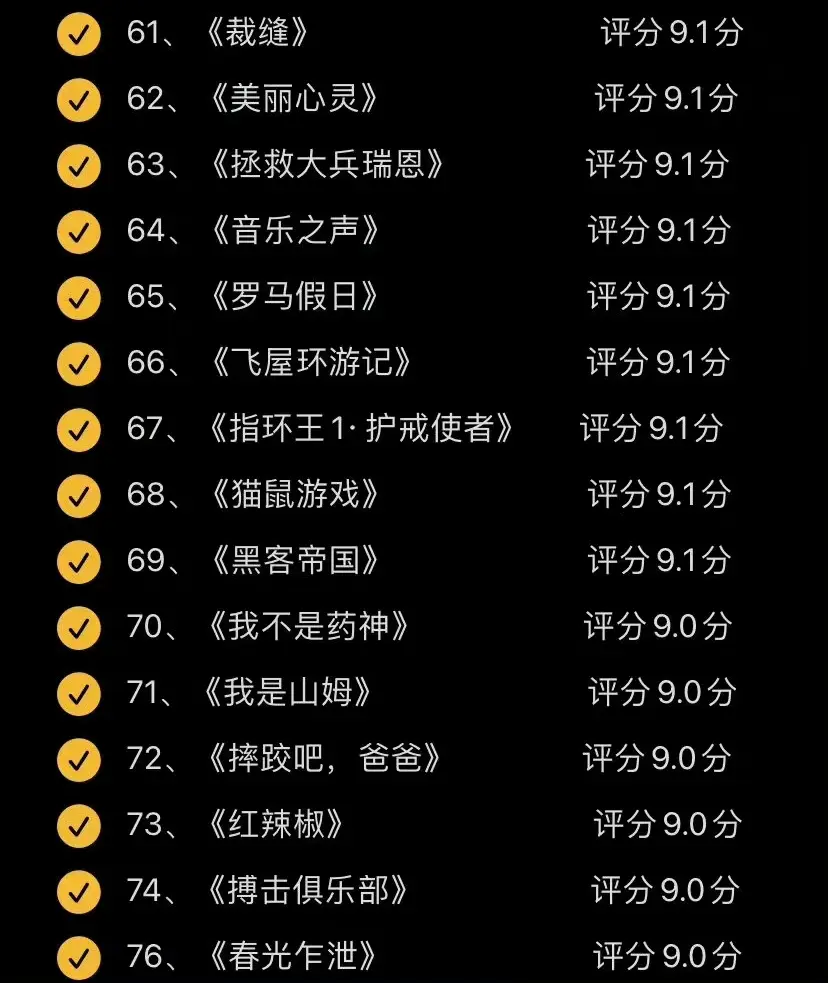 61、《裁缝》 评分 9.1分
62、《美丽心灵》 评分 9.1分
63、《拯救大兵瑞恩》 评分 9.1分
64、《音乐之声》 评分 9.1分
65、《罗马假日》 评分 9.1分
66、《飞屋环游记》 评分 9.1分
67、《指环王1·护戒使者》 评分 9.1分
68、《猫鼠游戏》 评分 9.1分
69、《黑客帝国》 评分 9.1分
70、《我不是药神》 评分 9.0分
71、《我是山姆》 评分 9.0分
72、《摔跤吧，爸爸》 评分 9.0分
73、《红辣椒》 评分 9.0分
74、《搏击俱乐部》 评分 9.0分
76、《春光乍泄》 评分 9.0分